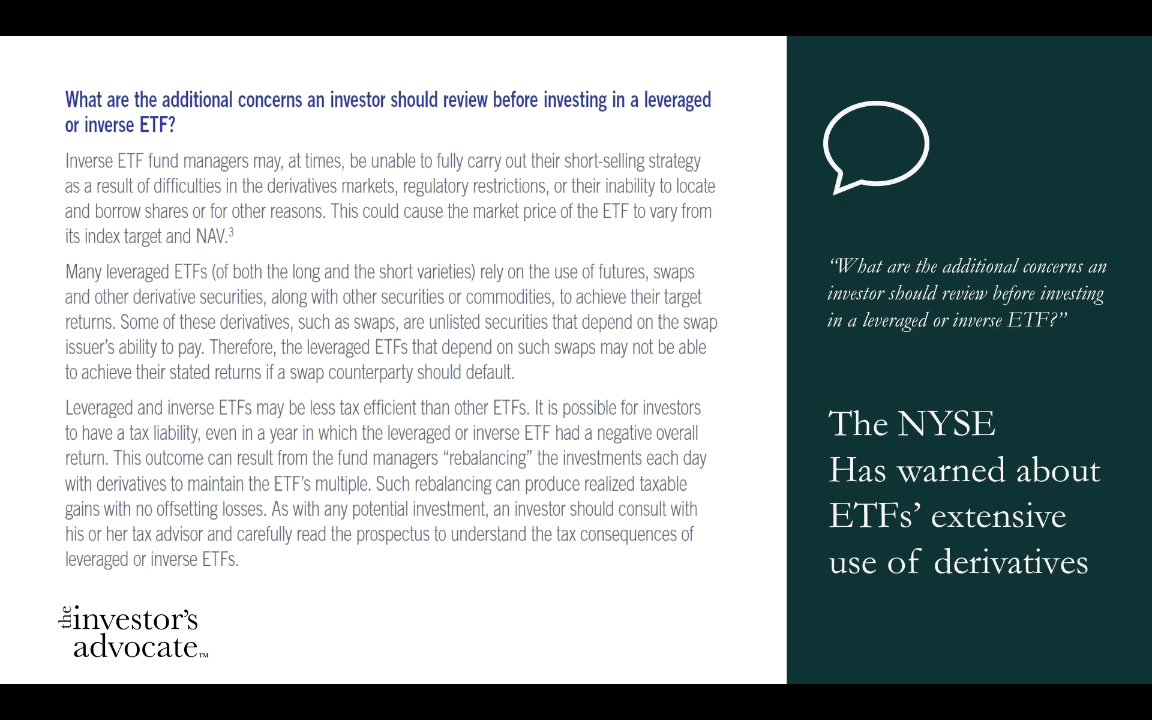 What are the additional concerns an investor should review before investing in a leveraged
or inverse ETF?
Inverse ETF fund managers may, at times, be unable to fully carry out their short-selling strategy
as a result of difficulties in the derivatives markets, regulatory restrictions, or their inability to locate
and borrow shares or for other reasons. This could cause the market price of the ETF to vary from
its index target and NAV.³
Many leveraged ETFs (of both the long and the short varieties) rely on the use of futures, swaps
and other derivative securities, along with other securities or commodities, to achieve their target
returns. Some of these derivatives, such as swaps, are unlisted securities that depend on the swap
issuer’s ability to pay. Therefore, the leveraged ETFs that depend on such swaps may not be able
to achieve their stated returns if a swap counterparty should default.
Leveraged and inverse ETFs may be less tax efficient than other ETFs. It is possible for investors
to have a tax liability, even in a year in which the leveraged or inverse ETF had a negative overall
return. This outcome can result from the fund managers “rebalancing” the investments each day
with derivatives to maintain the ETF’s multiple. Such rebalancing can produce realized taxable
gains with no offsetting losses. As with any potential investment, an investor should consult with
his or her tax advisor and carefully read the prospectus to understand the tax consequences of
leveraged or inverse ETFs.
the investor’s
advocate™
“What are the additional concerns an
investor should review before investing
in a leveraged or inverse ETF?”
The NYSE
Has warned about
ETFs’ extensive
use of derivatives